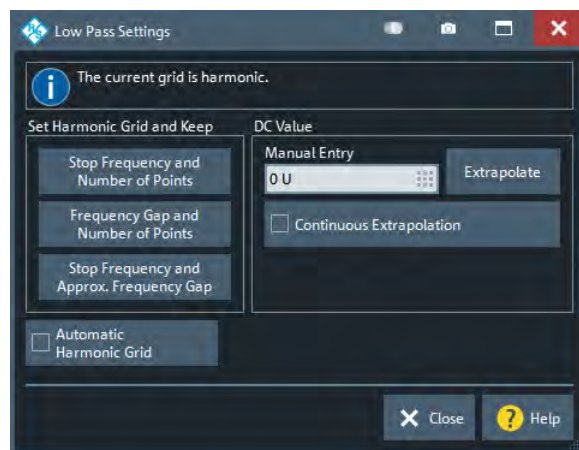 Low Pass Settings
The current grid is harmonic.
Set Harmonic Grid and Keep
Stop Frequency and
Number of Points
Frequency Gap and
Number of Points
Stop Frequency and
Approx. Frequency Gap
Automatic
Harmonic Grid
DC Value
Manual Entry
0 U
Extrapolate
Continuous Extrapolation
Close
? Help